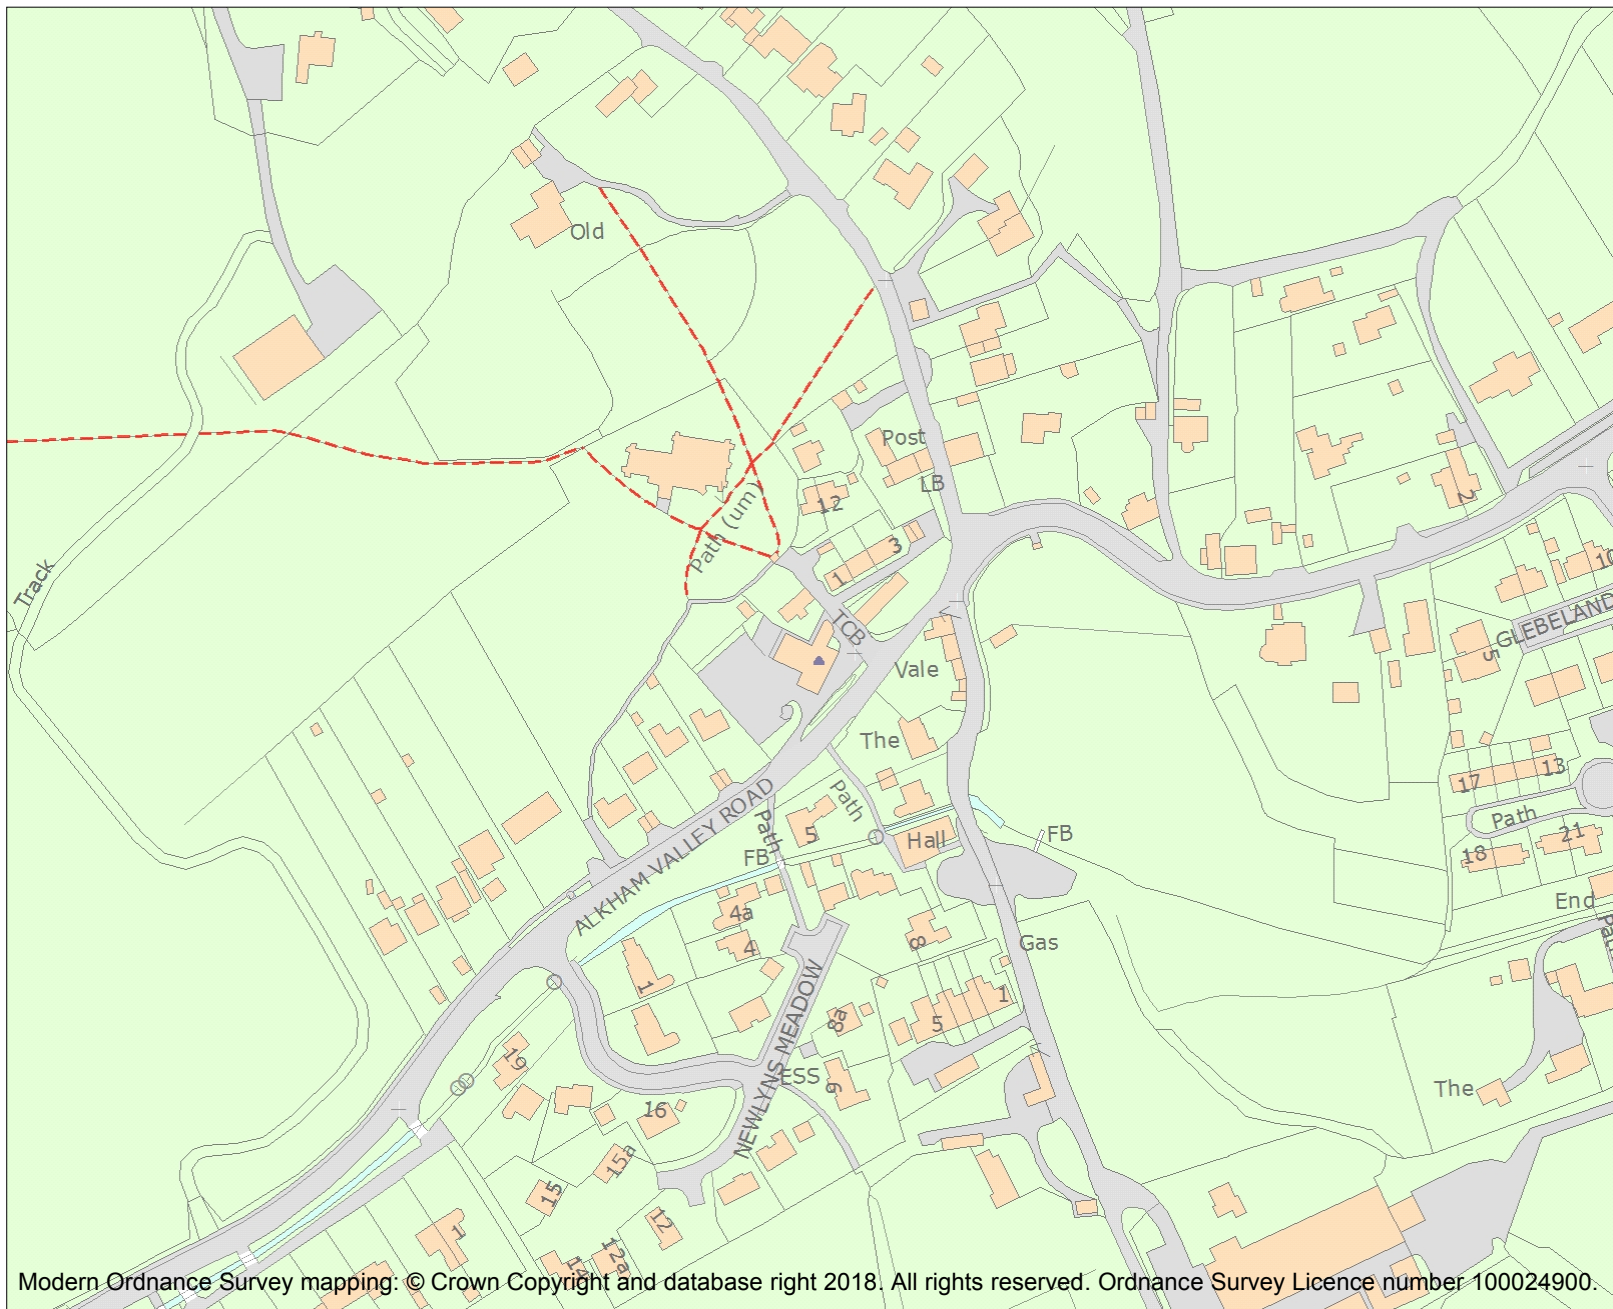 Old
Post
LB
12
Path (um)
3
1
2
10
Track
TCB
GLEBELAND
5
Vale
The
17
13
ALKHAM VALLEY ROAD
Path
Path
Path
5
Hall
FB
FB
21
18
End
4a
4
8
Gas
1
1
5
NEWLYNS MEADOW
8a
19
ESS
9
The
16
15a
15
1
12
12a
14
Modern Ordnance Survey mapping: © Crown Copyright and database right 2018. All rights reserved. Ordnance Survey Licence number 100024900.